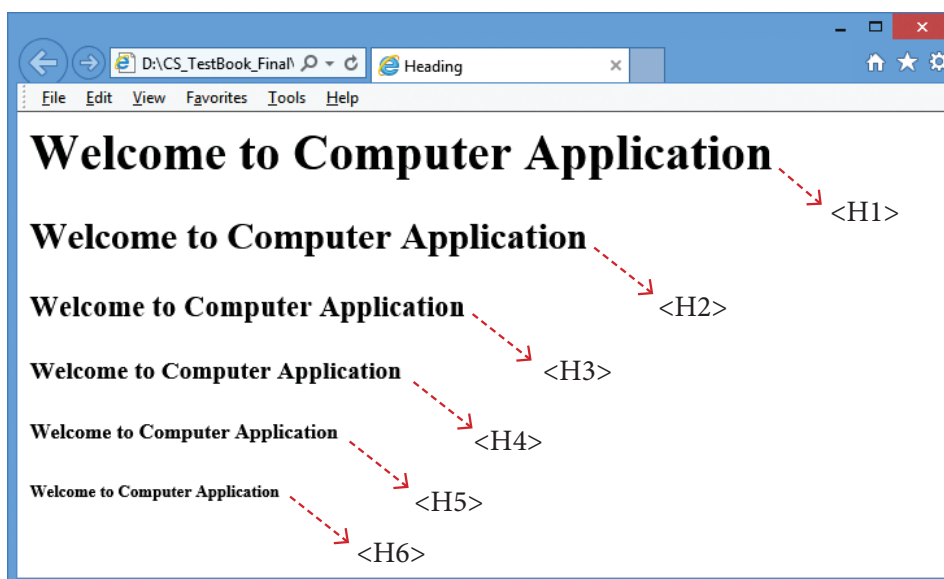 D:\CS_TestBook_Final\ Heading
File Edit View Favorites Tools Help
Welcome to Computer Application
<H1>
Welcome to Computer Application
<H2>
Welcome to Computer Application
<H3>
Welcome to Computer Application
<H4>
Welcome to Computer Application
<H5>
Welcome to Computer Application
<H6>